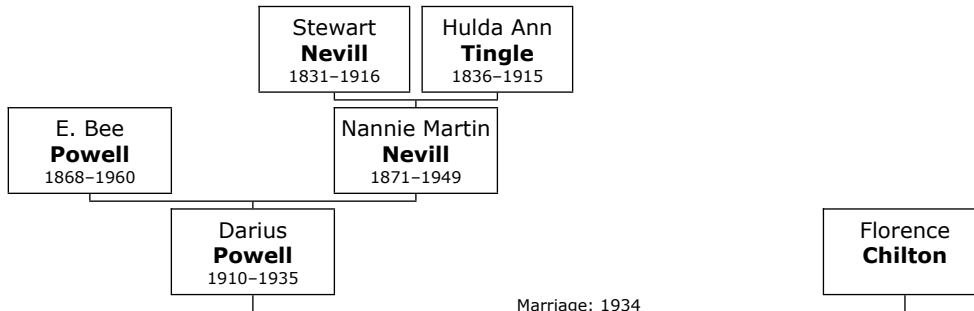 Stewart
Nevill
1831–1916
Hulda Ann
Tingle
1836–1915
E. Bee
Powell
1868–1960
Nannie Martin
Nevill
1871–1949
Darius
Powell
1910–1935
Florence
Chilton
Marriage: 1934